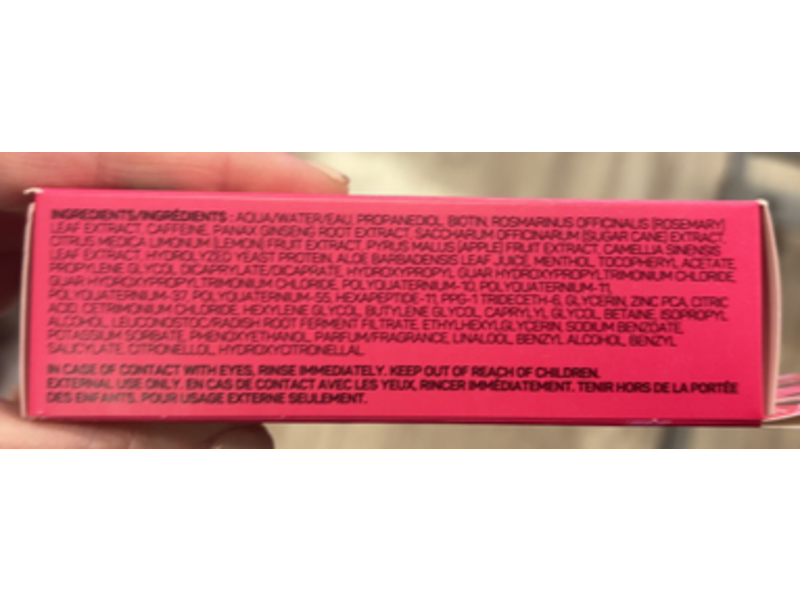 INGREDIENTS/INGRÉDIENTS : AQUA/WATER/EAU, PROPANEDIOL, BIOTIN, ROSMARINUS OFFICINALIS (ROSEMARY)
LEAF EXTRACT, CAFFEINE, PANAX GINSENG ROOT EXTRACT, SACCHARUM OFFICINARUM (SUGAR CANE) EXTRACT,
CITRUS MEDICA LIMONUM (LEMON) FRUIT EXTRACT, PYRUS MALUS (APPLE) FRUIT EXTRACT, CAMELLIA SINENSIS
LEAF EXTRACT, HYDROLYZED YEAST PROTEIN, ALOE BARBADENSIS LEAF JUICE, MENTHOL, TOCOPHERYL ACETATE,
PROPYLENE GLYCOL DICAPRYLATE/DICAPRATE, HYDROXYPROPYL GUAR HYDROXYPROPYLTRIMONIUM CHLORIDE,
GUAR HYDROXYPROPYLTRIMONIUM CHLORIDE, POLYQUATERNIUM-10, POLYQUATERNIUM-11,
POLYQUATERNIUM-37, POLYQUATERNIUM-55, HEXAPEPTIDE-11, PPG-1 TRIDECETH-6, GLYCERIN, ZINC PCA, CITRIC
ACID, CETRIMONIUM CHLORIDE, HEXYLENE GLYCOL, BUTYLENE GLYCOL, CAPRYLYL GLYCOL, BETAINE, ISOPROPYL
ALCOHOL, LEUCONOSTOC/RADISH ROOT FERMENT FILTRATE, ETHYLHEXYLGLYCERIN, SODIUM BENZOATE,
POTASSIUM SORBATE, PHENOXYETHANOL, PARFUM/FRAGRANCE, LINALOOL, BENZYL ALCOHOL, BENZYL
SALICYLATE, CITRONELLOL, HYDROXYCITRONELLAL
IN CASE OF CONTACT WITH EYES, RINSE IMMEDIATELY. KEEP OUT OF REACH OF CHILDREN.
EXTERNAL USE ONLY. EN CAS DE CONTACT AVEC LES YEUX, RINCER IMMÉDIATEMENT. TENIR HORS DE LA PORTÉE
DES ENFANTS. POUR USAGE EXTERNE SEULEMENT.